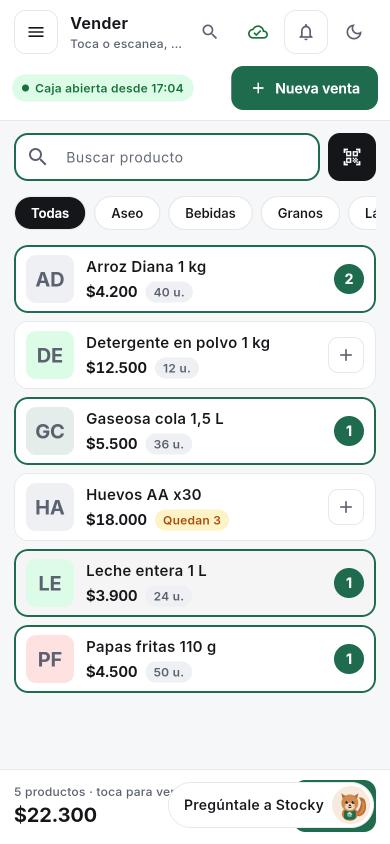 Vender
Toca o escanea, ...
Caja abierta desde 17:04
Nueva venta
Buscar producto
Todas
Aseo
Bebidas
Granos
AD
Arroz Diana 1 kg
$4.200
40 u.
2
DE
Detergente en polvo 1 kg
$12.500
12 u.
GC
Gaseosa cola 1,5 L
$5.500
36 u.
1
HA
Huevos AA x30
$18.000
Quedan 3
LE
Leche entera 1 L
$3.900
24 u.
1
PF
Papas fritas 110 g
$4.500
50 u.
1
5 productos · toca para
$22.300
Pregúntale a Stocky